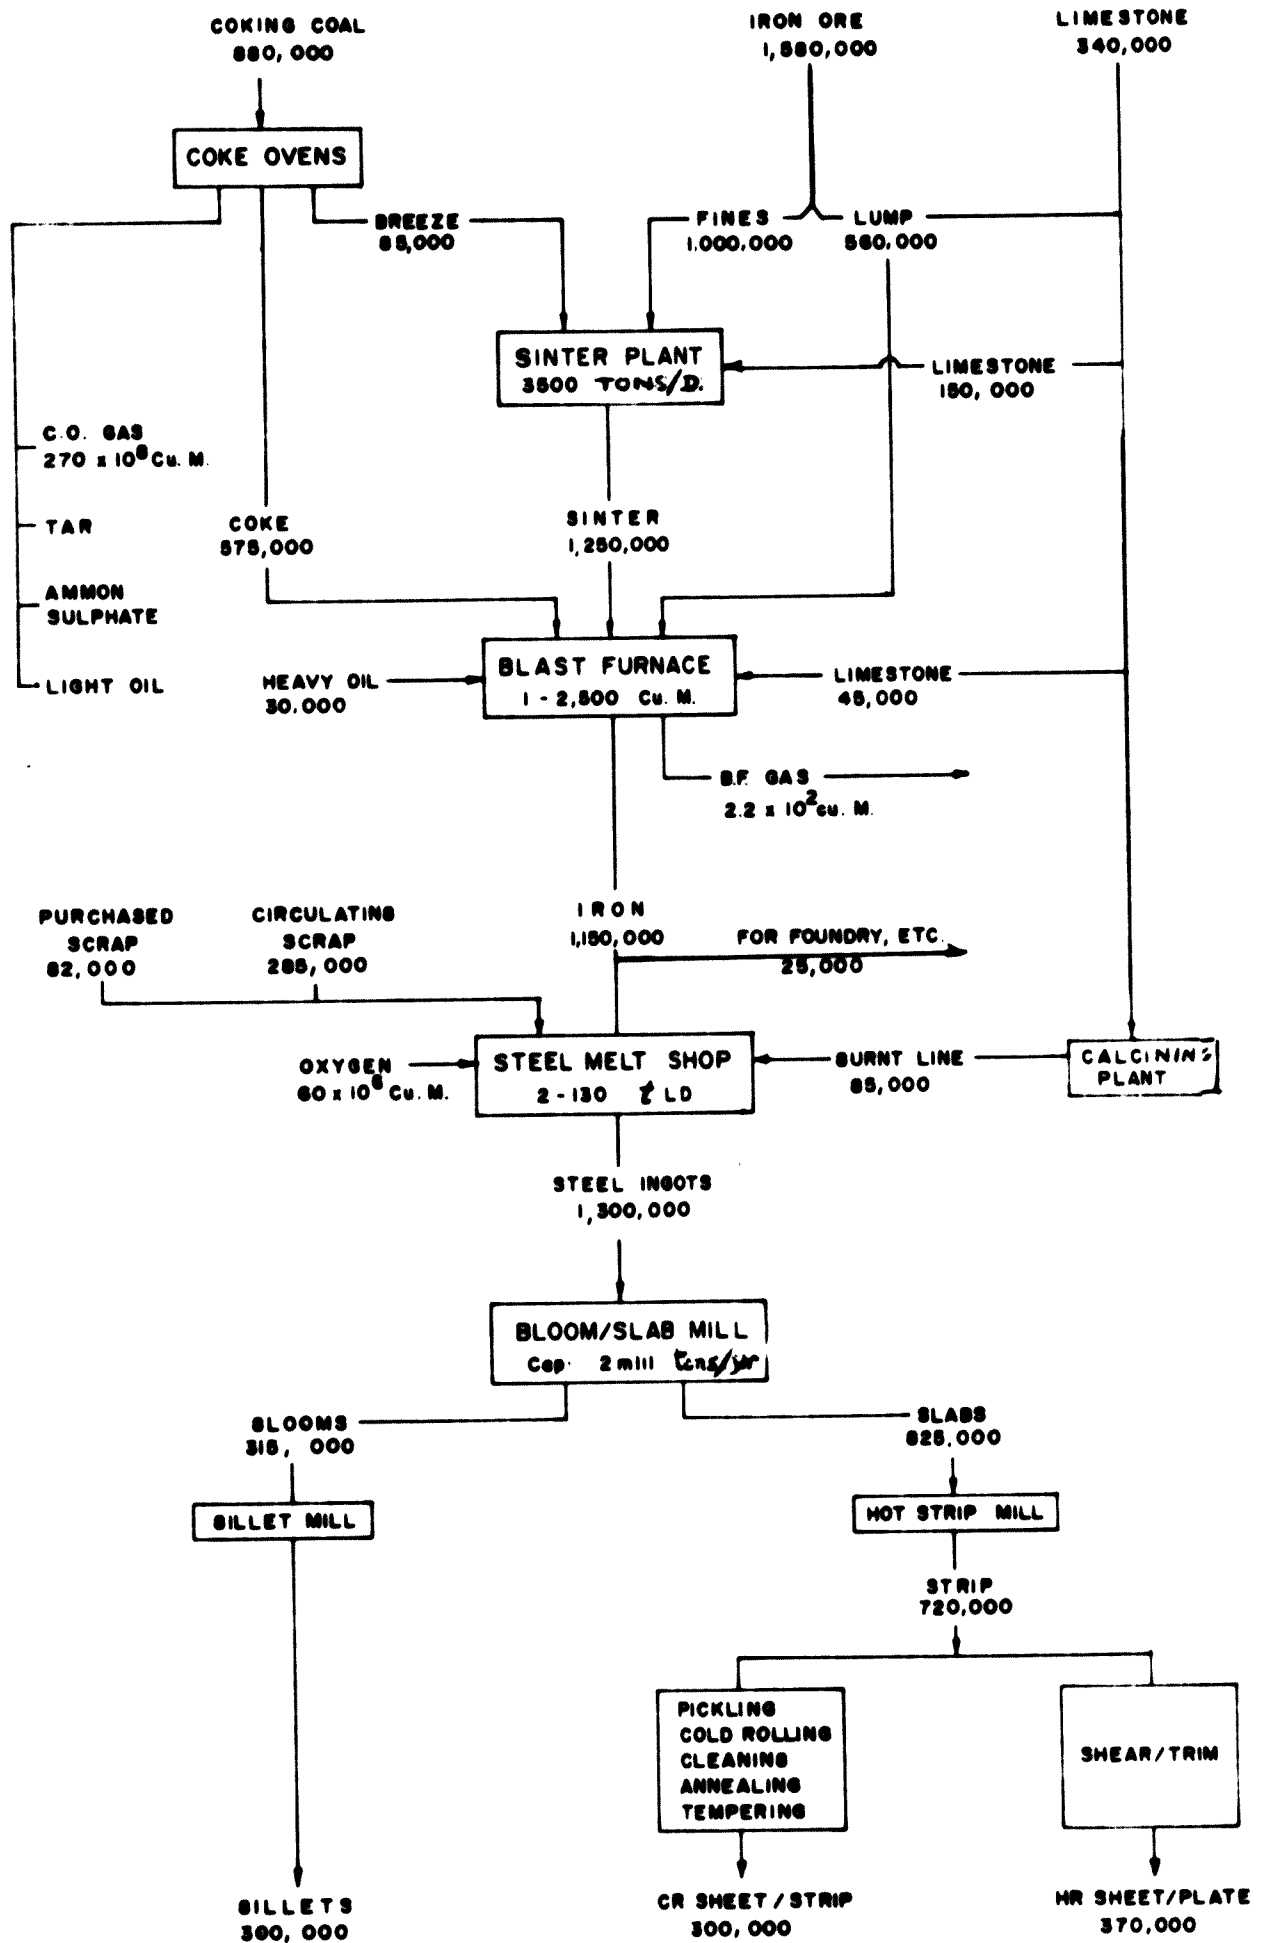 COKING COAL
880,000
IRON ORE
1,560,000
LIMESTONE
340,000
COKE OVENS
BREEZE
85,000
FINES
1,000,000
LUMP
560,000
SINTER PLANT
3500 TONS/D.
LIMESTONE
150,000
C.O. GAS
270 x 10⁶ Cu. M.
TAR
AMMON
SULPHATE
LIGHT OIL
COKE
575,000
SINTER
1,250,000
BLAST FURNACE
1 - 2,500 Cu. M.
HEAVY OIL
30,000
LIMESTONE
45,000
B.F. GAS
2.2 x 10² cu. M.
IRON
1,150,000
FOR FOUNDRY, ETC.
25,000
PURCHASED
SCRAP
82,000
CIRCULATING
SCRAP
285,000
OXYGEN
60 x 10⁶ Cu. M.
STEEL MELT SHOP
2 - 130 t LD
BURNT LINE
85,000
CALCINING
PLANT
STEEL INGOTS
1,300,000
BLOOM/SLAB MILL
Cap. 2 mill tons/yr
BLOOMS
315, 000
SLABS
825,000
BILLET MILL
HOT STRIP MILL
STRIP
720,000
PICKLING
COLD ROLLING
CLEANING
ANNEALING
TEMPERING
SHEAR/TRIM
BILLETS
300,000
CR SHEET/STRIP
300,000
HR SHEET/PLATE
370,000